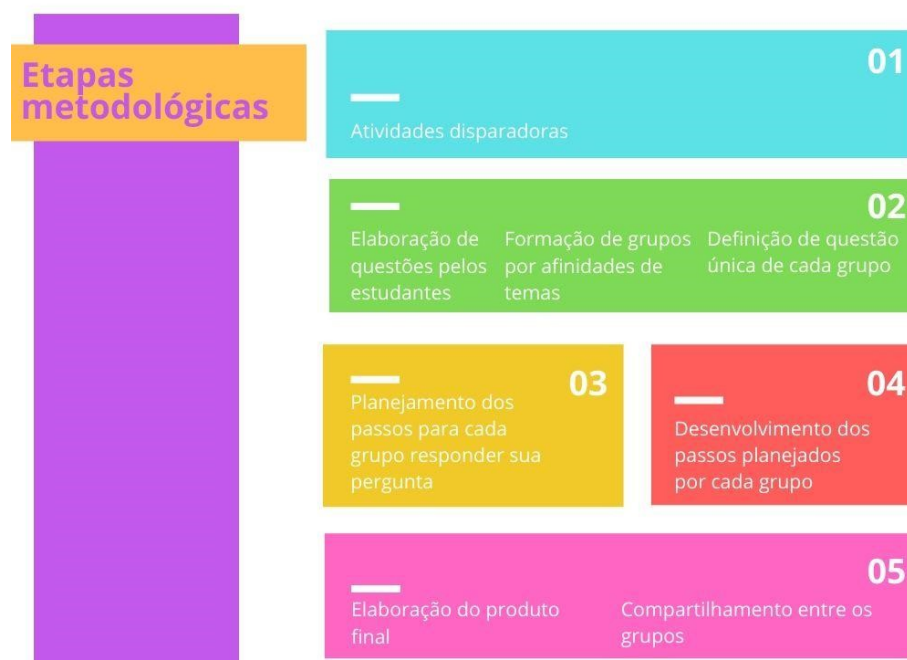 Etapas
metodológicas
01
Atividades disparadoras
02
Elaboração de
questões pelos
estudantes
Formação de grupos
por afinidades de
temas
Definição de questão
única de cada grupo
03
Planejamento dos
passos para cada
grupo responder sua
pergunta
04
Desenvolvimento dos
passos planejados
por cada grupo
05
Elaboração do produto
final
Compartilhamento entre os
grupos